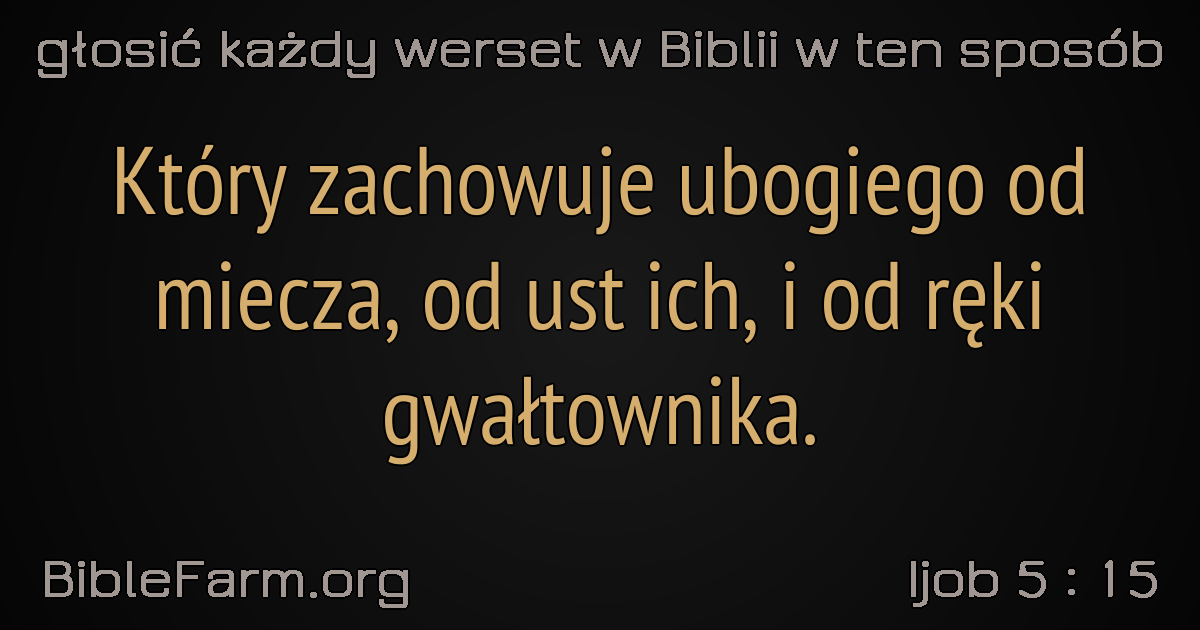 głosić każdy werset w Biblii w ten sposób
Który zachowuje ubogiego od
miecza, od ust ich, i od ręki
gwałtownika.
BibleFarm.org
Ijob 5 : 15